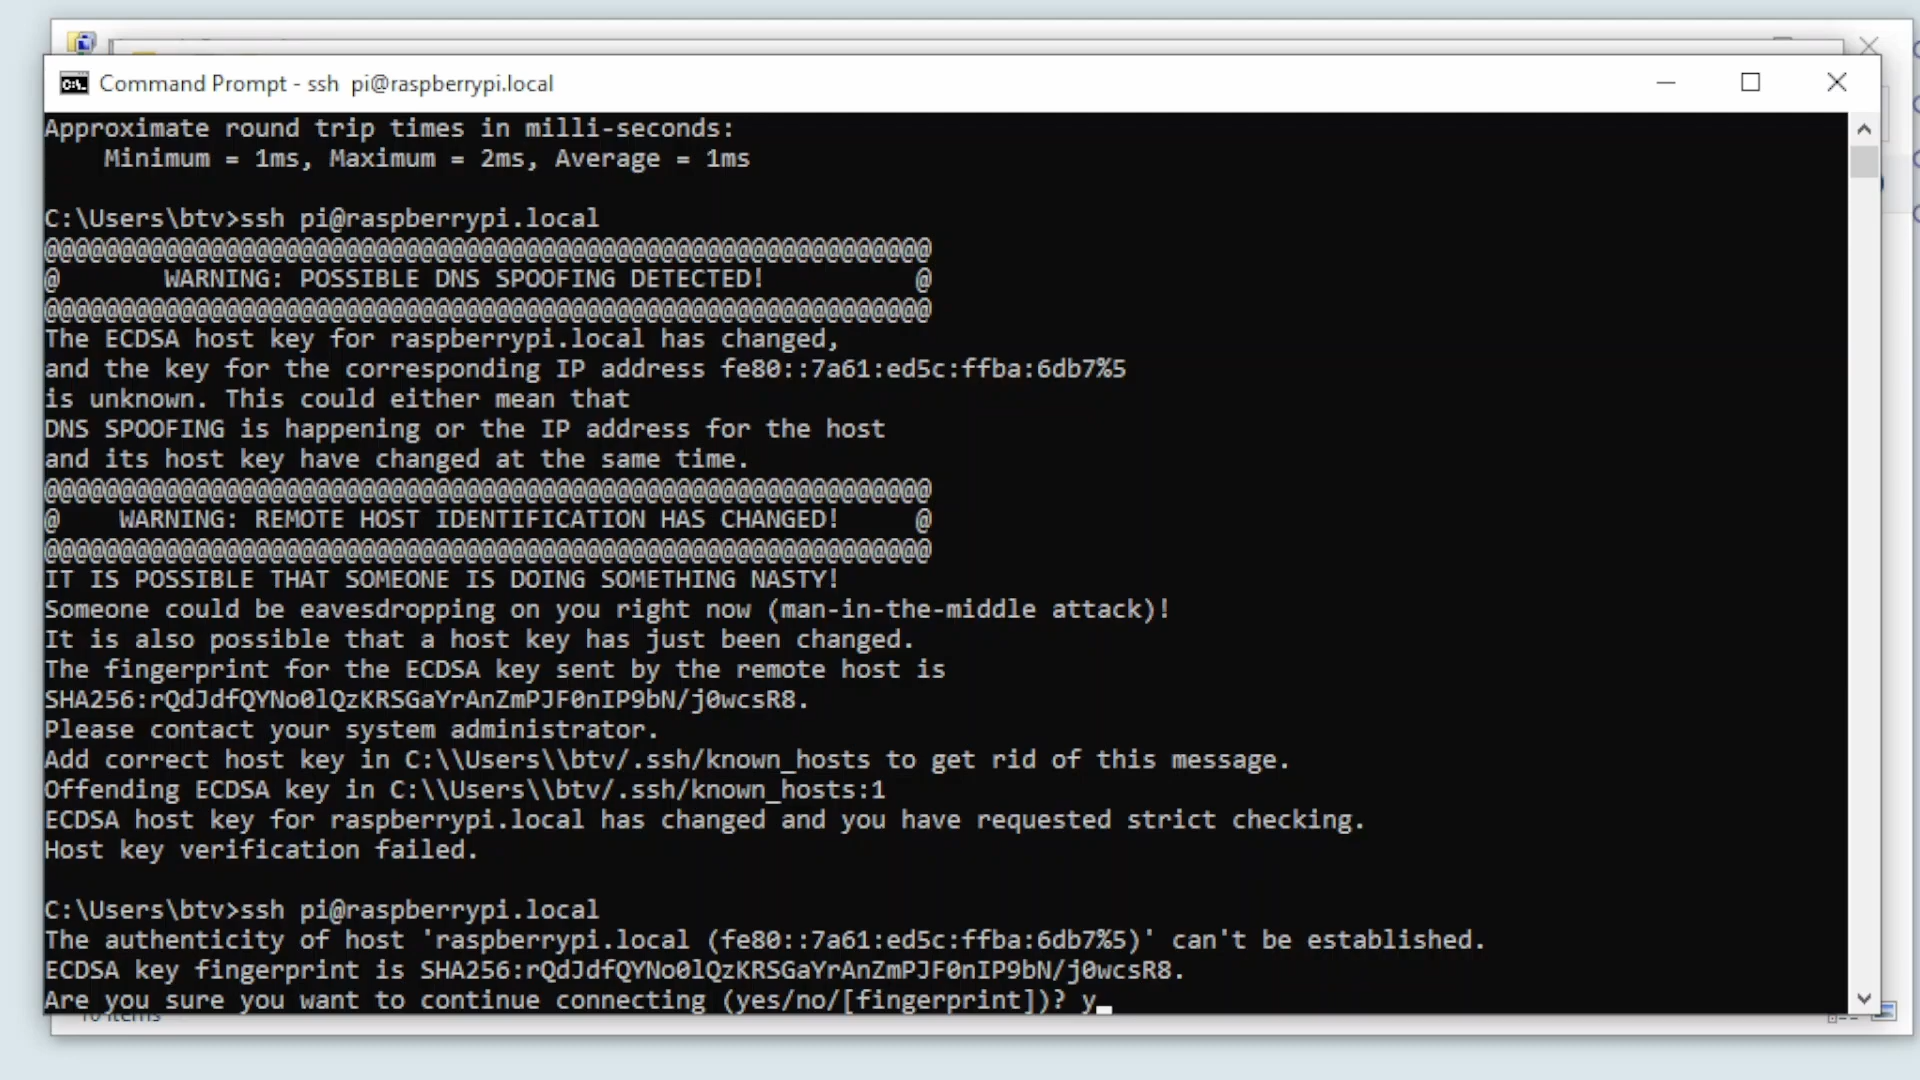 Command Prompt - ssh  pi@raspberrypi.local
Approximate round trip times in milli-seconds:
    Minimum = 1ms, Maximum = 2ms, Average = 1ms
C:\Users\btv>ssh pi@raspberrypi.local
@@@@@@@@@@@@@@@@@@@@@@@@@@@@@@@@@@@@@@@@@@@@@@@@@@@@@@@@@@@
@       WARNING: POSSIBLE DNS SPOOFING DETECTED!          @
@@@@@@@@@@@@@@@@@@@@@@@@@@@@@@@@@@@@@@@@@@@@@@@@@@@@@@@@@@@
The ECDSA host key for raspberrypi.local has changed,
and the key for the corresponding IP address fe80::7a61:ed5c:ffba:6db7%5
is unknown. This could either mean that
DNS SPOOFING is happening or the IP address for the host
and its host key have changed at the same time.
@@@@@@@@@@@@@@@@@@@@@@@@@@@@@@@@@@@@@@@@@@@@@@@@@@@@@@@@@@@
@    WARNING: REMOTE HOST IDENTIFICATION HAS CHANGED!     @
@@@@@@@@@@@@@@@@@@@@@@@@@@@@@@@@@@@@@@@@@@@@@@@@@@@@@@@@@@@
IT IS POSSIBLE THAT SOMEONE IS DOING SOMETHING NASTY!
Someone could be eavesdropping on you right now (man-in-the-middle attack)!
It is also possible that a host key has just been changed.
The fingerprint for the ECDSA key sent by the remote host is
SHA256:rQdJdfQYNo0lQzKRSGaYrAnZmPJF0nIP9bN/j0wcsR8.
Please contact your system administrator.
Add correct host key in C:\\Users\\btv/.ssh/known_hosts to get rid of this message.
Offending ECDSA key in C:\\Users\\btv/.ssh/known_hosts:1
ECDSA host key for raspberrypi.local has changed and you have requested strict checking.
Host key verification failed.
C:\Users\btv>ssh pi@raspberrypi.local
The authenticity of host 'raspberrypi.local (fe80::7a61:ed5c:ffba:6db7%5)' can't be established.
ECDSA key fingerprint is SHA256:rQdJdfQYNo0lQzKRSGaYrAnZmPJF0nIP9bN/j0wcsR8.
Are you sure you want to continue connecting (yes/no/[fingerprint])? y
items